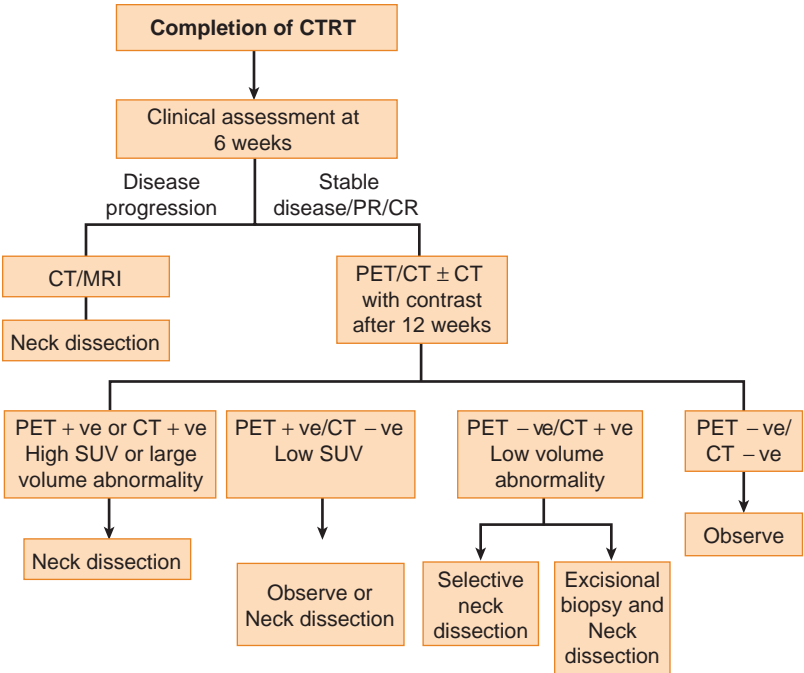 Completion of CTRT
Clinical assessment at
6 weeks
Disease
progression
Stable
disease/PR/CR
CT/MRI
Neck dissection
PET/CT ± CT
with contrast
after 12 weeks
PET + ve or CT + ve
High SUV or large
volume abnormality
PET + ve/CT − ve
Low SUV
PET − ve/CT + ve
Low volume
abnormality
PET − ve/
CT − ve
Neck dissection
Observe or
Neck dissection
Selective
neck
dissection
Excisional
biopsy and
Neck
dissection
Observe